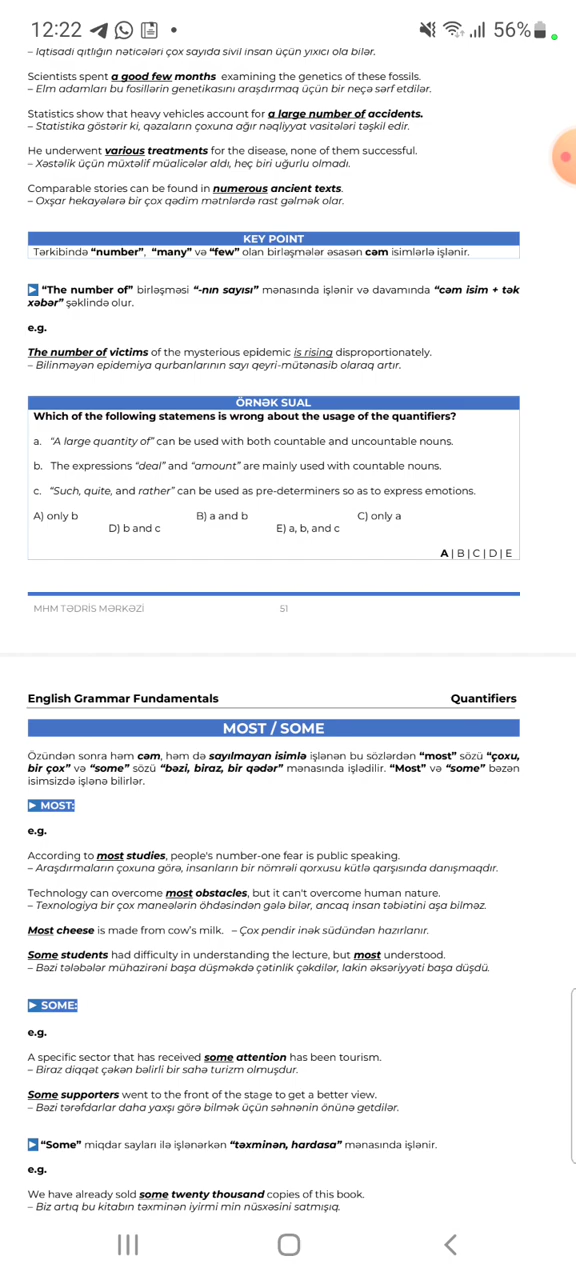 12:22
56%
– Iqtisadi qıtlığın nəticələri çox sayıda sivil insan üçün yıxıcı ola bilər.
Scientists spent a good few months examining the genetics of these fossils.
– Elm adamları bu fosillərin genetikasını araşdırmaq üçün bir neçə sərf etdilər.
Statistics show that heavy vehicles account for a large number of accidents.
– Statistika göstərir ki, qəzaların çoxuna ağır nəqliyyat vasitələri təşkil edir.
He underwent various treatments for the disease, none of them successful.
– Xəstəlik üçün müxtəlif müalicələr aldı, heç biri uğurlu olmadı.
Comparable stories can be found in numerous ancient texts.
– Oxşar hekayələrə bir çox qədim mətnlərdə rast gəlmək olar.
KEY POINT
Tərkibində “number”, “many” və “few” olan birləşmələr əsasən cəm isimlərlə işlənir.
“The number of” birləşməsi “-nın sayısı” mənasında işlənir və davamında “cəm isim + tək
xəbər” şəklində olur.
e.g.
The number of victims of the mysterious epidemic is rising disproportionately.
– Bilinməyən epidemiya qurbanlarının sayı qeyri-mütənasib olaraq artır.
ÖRNƏK SUAL
Which of the following statemens is wrong about the usage of the quantifiers?
a. “A large quantity of” can be used with both countable and uncountable nouns.
b. The expressions “deal” and “amount” are mainly used with countable nouns.
c. “Such, quite, and rather” can be used as pre-determiners so as to express emotions.
A) only b B) a and b C) only a
D) b and c E) a, b, and c
A | B | C | D | E
MHM TƏDRİS MƏRKƏZİ 51
English Grammar Fundamentals Quantifiers
MOST / SOME
Özündən sonra həm cəm, həm də sayılmayan isimlə işlənən bu sözlərdən “most” sözü “çoxu,
bir çox” və “some” sözü “bəzi, biraz, bir qədər” mənasında işlədilir. “Most” və “some” bəzən
isimsizdə işlənə bilirlər.
► MOST:
e.g.
According to most studies, people's number-one fear is public speaking.
– Araşdırmaların çoxuna görə, insanların bir nömrəli qorxusu kütlə qarşısında danışmaqdır.
Technology can overcome most obstacles, but it can't overcome human nature.
– Texnologiya bir çox maneələrin öhdəsindən gələ bilər, ancaq insan təbiətini aşa bilməz.
Most cheese is made from cow's milk. – Çox pendir inək südündən hazırlanır.
Some students had difficulty in understanding the lecture, but most understood.
– Bəzi tələbələr mühazirəni başa düşməkdə çətinlik çəkdilər, lakin əksəriyyəti başa düşdü.
► SOME:
e.g.
A specific sector that has received some attention has been tourism.
– Biraz diqqət çəkən bəlirli bir sahə turizm olmuşdur.
Some supporters went to the front of the stage to get a better view.
– Bəzi tərəfdarlar daha yaxşı görə bilmək üçün səhnənin önünə getdilər.
“Some” miqdar sayları ilə işlənərkən “təxminən, hardasa” mənasında işlənir.
e.g.
We have already sold some twenty thousand copies of this book.
– Biz artıq bu kitabın təxminən iyirmi min nüsxəsini satmışıq.